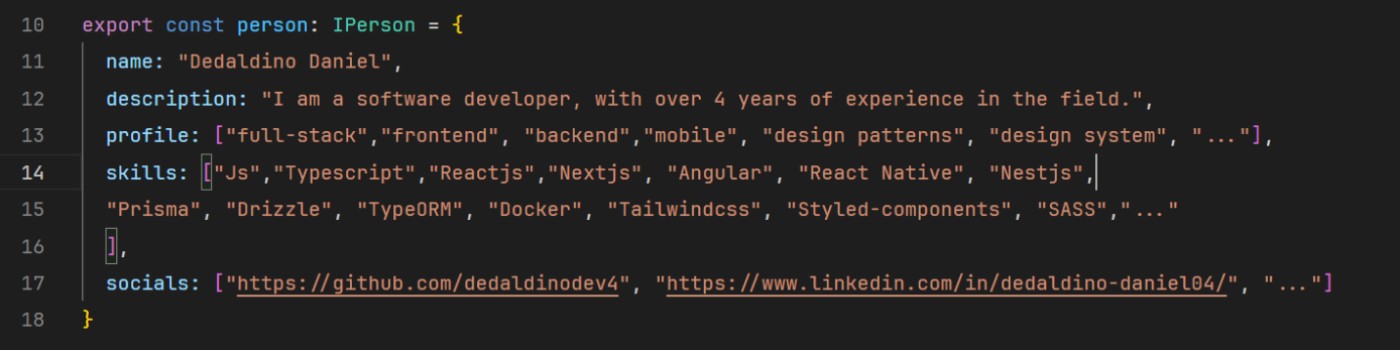 10 export const person: IPerson = {
11 name: "Dedaldino Daniel",
12 description: "I am a software developer, with over 4 years of experience in the field.",
13 profile: ["full-stack","frontend", "backend","mobile", "design patterns", "design system", "..."],
14 skills: ["Js","Typescript","Reactjs","Nextjs", "Angular", "React Native", "Nestjs",
15 "Prisma", "Drizzle", "TypeORM", "Docker", "Tailwindcss", "Styled-components", "SASS","..."
16 ],
17 socials: ["https://github.com/dedaldinodev4", "https://www.linkedin.com/in/dedaldino-daniel04/", "..."]
18 }